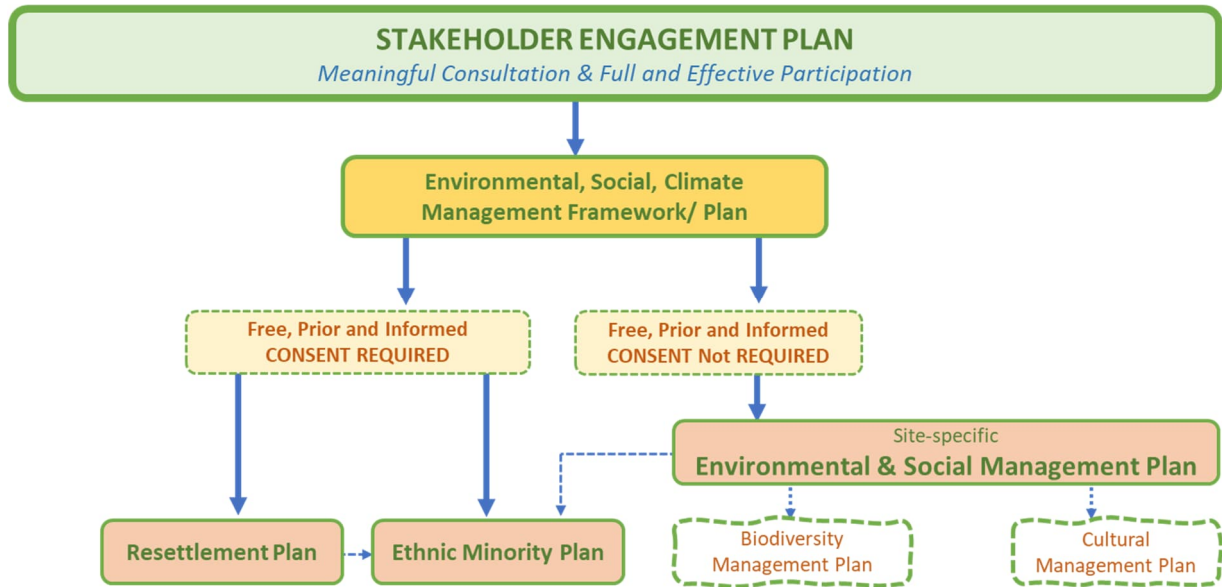 STAKEHOLDER ENGAGEMENT PLAN
Meaningful Consultation & Full and Effective Participation
Environmental, Social, Climate
Management Framework/ Plan
Free, Prior and Informed
CONSENT REQUIRED
Free, Prior and Informed
CONSENT Not REQUIRED
Site-specific
Environmental & Social Management Plan
Resettlement Plan
Ethnic Minority Plan
Biodiversity
Management Plan
Cultural
Management Plan